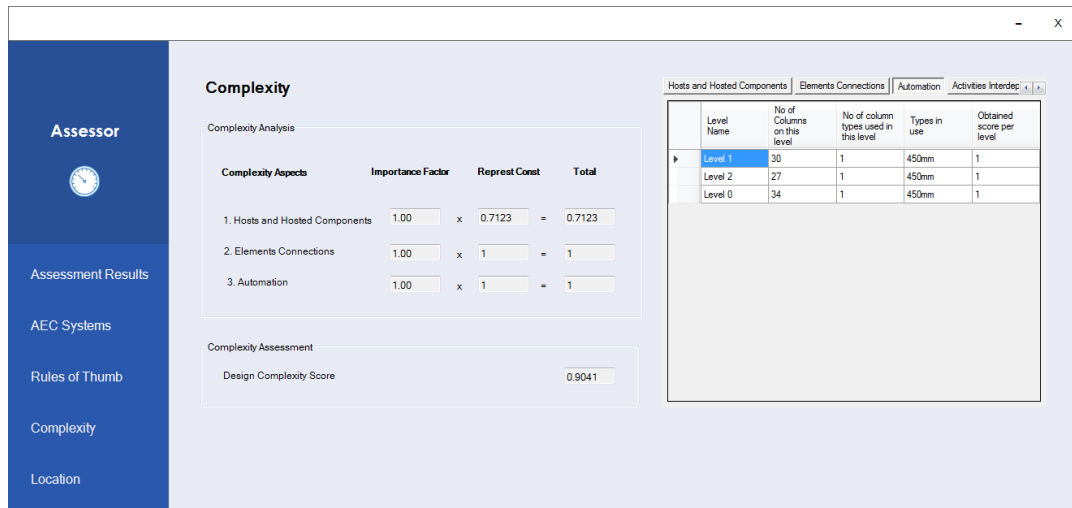 - X
Assessor
Assessment Results
AEC Systems
Rules of Thumb
Complexity
Location
Complexity
Complexity Analysis
Complexity Aspects Importance Factor Represt Const Total
1. Hosts and Hosted Components 1.00 x 0.7123 = 0.7123
2. Elements Connections 1.00 x 1 = 1
3. Automation 1.00 x 1 = 1
Complexity Assessment
Design Complexity Score 0.9041
Hosts and Hosted Components Elements Connections Automation Activities Interdep
Level Name No of Columns on this level No of column types used in this level Types in use Obtained score per level
Level 1 30 1 450mm 1
Level 2 27 1 450mm 1
Level 0 34 1 450mm 1